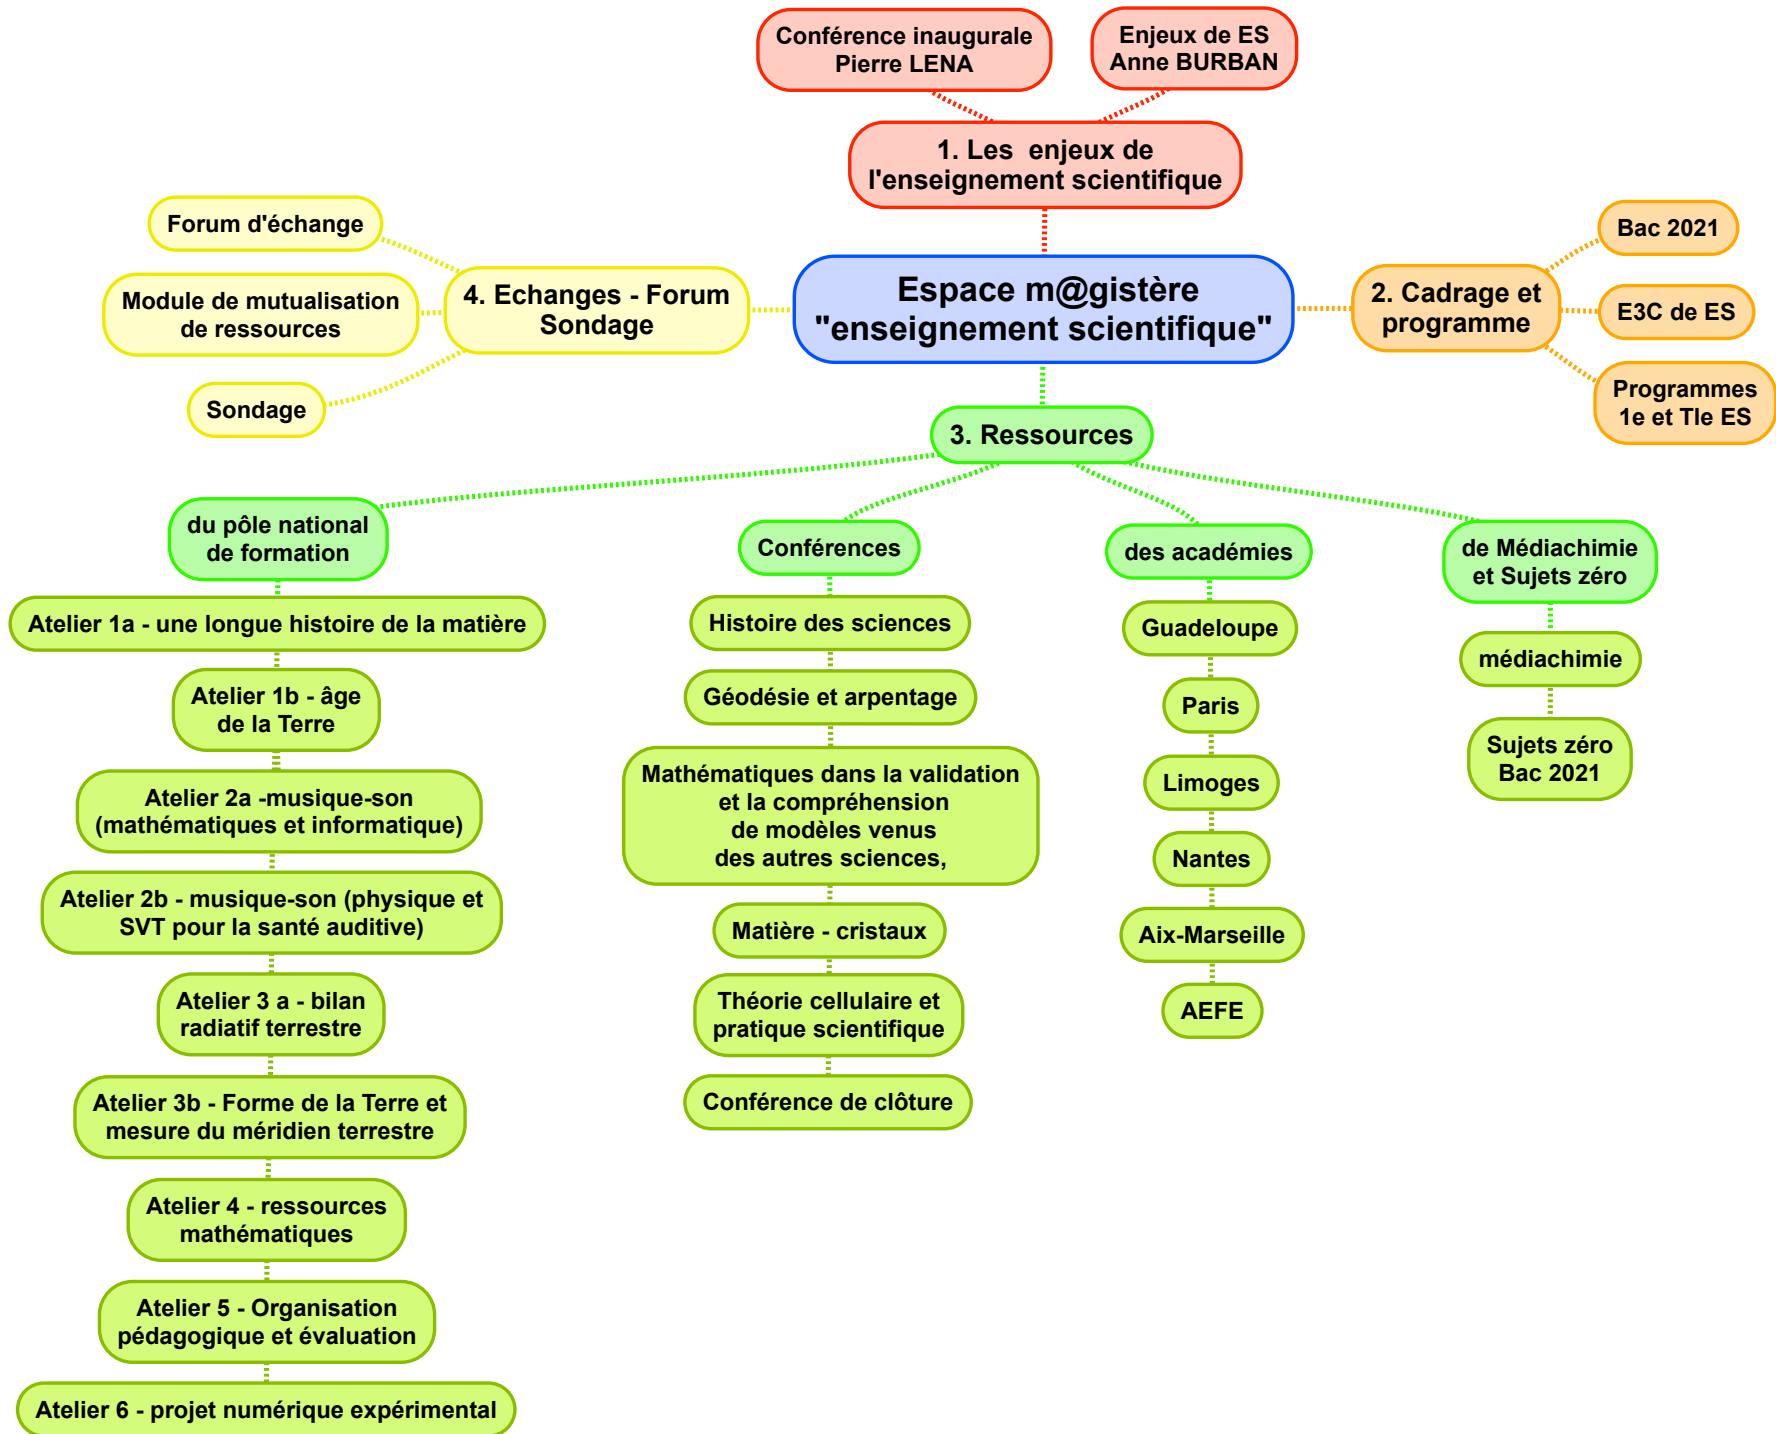 Conférence inaugurale
Pierre LENA
Enjeux de ES
Anne BURBAN
1. Les  enjeux de
l'enseignement scientifique
Forum d'échange
Module de mutualisation
de ressources
Sondage
4. Echanges - Forum
Sondage
Espace m@gistère
"enseignement scientifique"
2. Cadrage et
programme
Bac 2021
E3C de ES
Programmes
1e et Tle ES
3. Ressources
du pôle national
de formation
Atelier 1a - une longue histoire de la matière
Atelier 1b - âge
de la Terre
Atelier 2a -musique-son
(mathématiques et informatique)
Atelier 2b - musique-son (physique et
SVT pour la santé auditive)
Atelier 3 a - bilan
radiatif terrestre
Atelier 3b - Forme de la Terre et
mesure du méridien terrestre
Atelier 4 - ressources
mathématiques
Atelier 5 - Organisation
pédagogique et évaluation
Atelier 6 - projet numérique expérimental
Conférences
Histoire des sciences
Géodésie et arpentage
Mathématiques dans la validation
et la compréhension
de modèles venus
des autres sciences,
Matière - cristaux
Théorie cellulaire et
pratique scientifique
Conférence de clôture
des académies
Guadeloupe
Paris
Limoges
Nantes
Aix-Marseille
AEFE
de Médiachimie
et Sujets zéro
médiachimie
Sujets zéro
Bac 2021